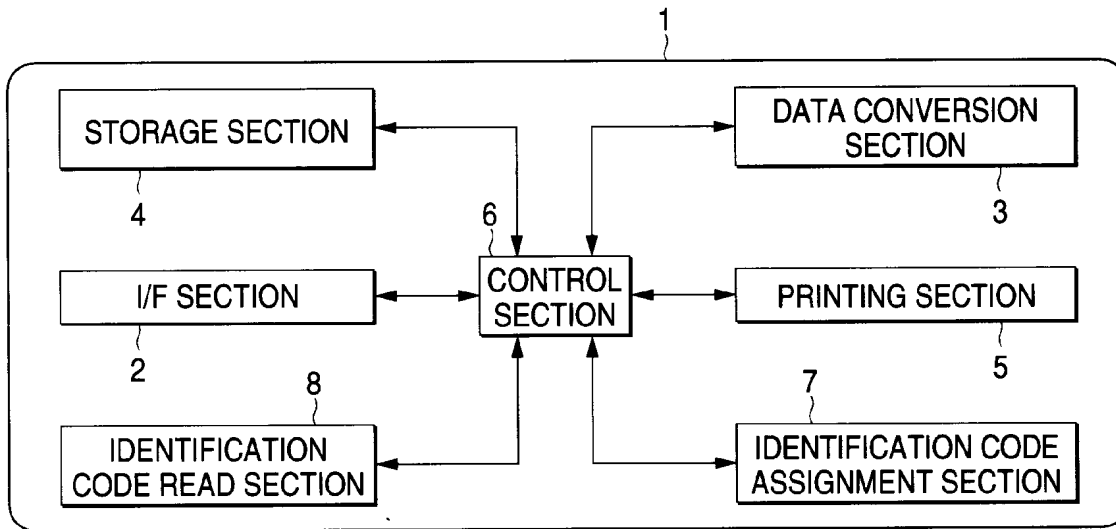 1
STORAGE SECTION
4
DATA CONVERSION
SECTION
3
6
CONTROL
SECTION
I/F SECTION
2
PRINTING SECTION
5
8
IDENTIFICATION
CODE READ SECTION
7
IDENTIFICATION CODE
ASSIGNMENT SECTION